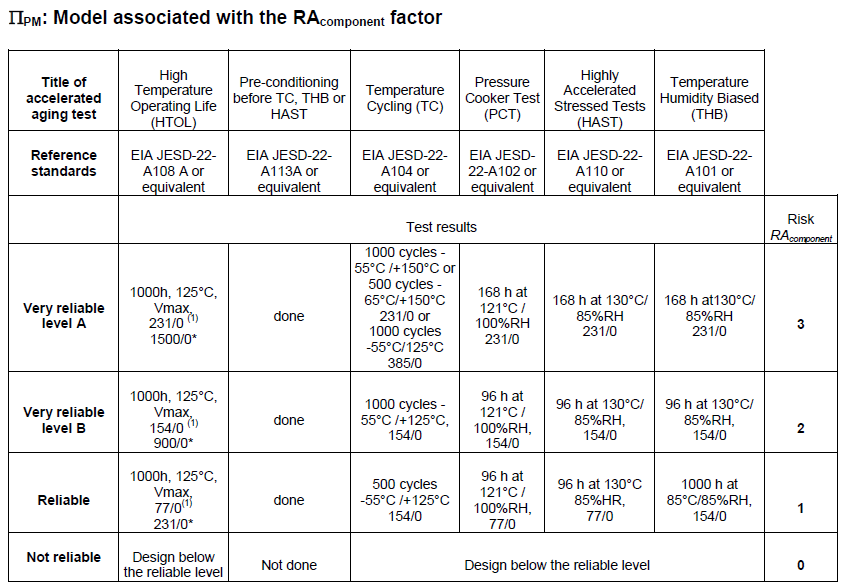 ΠPM: Model associated with the RAcomponent factor
Title of
accelerated
aging test
High
Temperature
Operating Life
(HTOL)
Pre-conditioning
before TC, THB or
HAST
Temperature
Cycling (TC)
Pressure
Cooker Test
(PCT)
Highly
Accelerated
Stressed Tests
(HAST)
Temperature
Humidity Biased
(THB)
Reference
standards
EIA JESD-22-
A108 A or
equivalent
EIA JESD-22-
A113A or
equivalent
EIA JESD-22-
A104 or
equivalent
EIA JESD-
22-A102 or
equivalent
EIA JESD-22-
A110 or
equivalent
EIA JESD-22-
A101 or
equivalent
Test results
Risk
RAcomponent
Very reliable
level A
1000h, 125°C,
Vmax,
231/0 (1)
1500/0*
done
1000 cycles -
55°C /+150°C or
500 cycles -
65°C/+150°C
231/0 or
1000 cycles
-55°C/125°C
385/0
168 h at
121°C /
100%RH
231/0
168 h at 130°C/
85%RH
231/0
168 h at130°C/
85%RH
231/0
3
Very reliable
level B
1000h, 125°C,
Vmax,
154/0 (1)
900/0*
done
1000 cycles -
55°C /+125°C,
154/0
96 h at
121°C /
100%RH,
154/0
96 h at 130°C/
85%RH,
154/0
96 h at 130°C/
85%RH,
154/0
2
Reliable
1000h, 125°C,
Vmax,
77/0(1)
231/0*
done
500 cycles
-55°C /+125°C
154/0
96 h at
121°C /
100%RH,
77/0
96 h at 130°C
85%HR,
77/0
1000 h at
85°C/85%RH,
154/0
1
Not reliable
Design below
the reliable level
Not done
Design below the reliable level
0